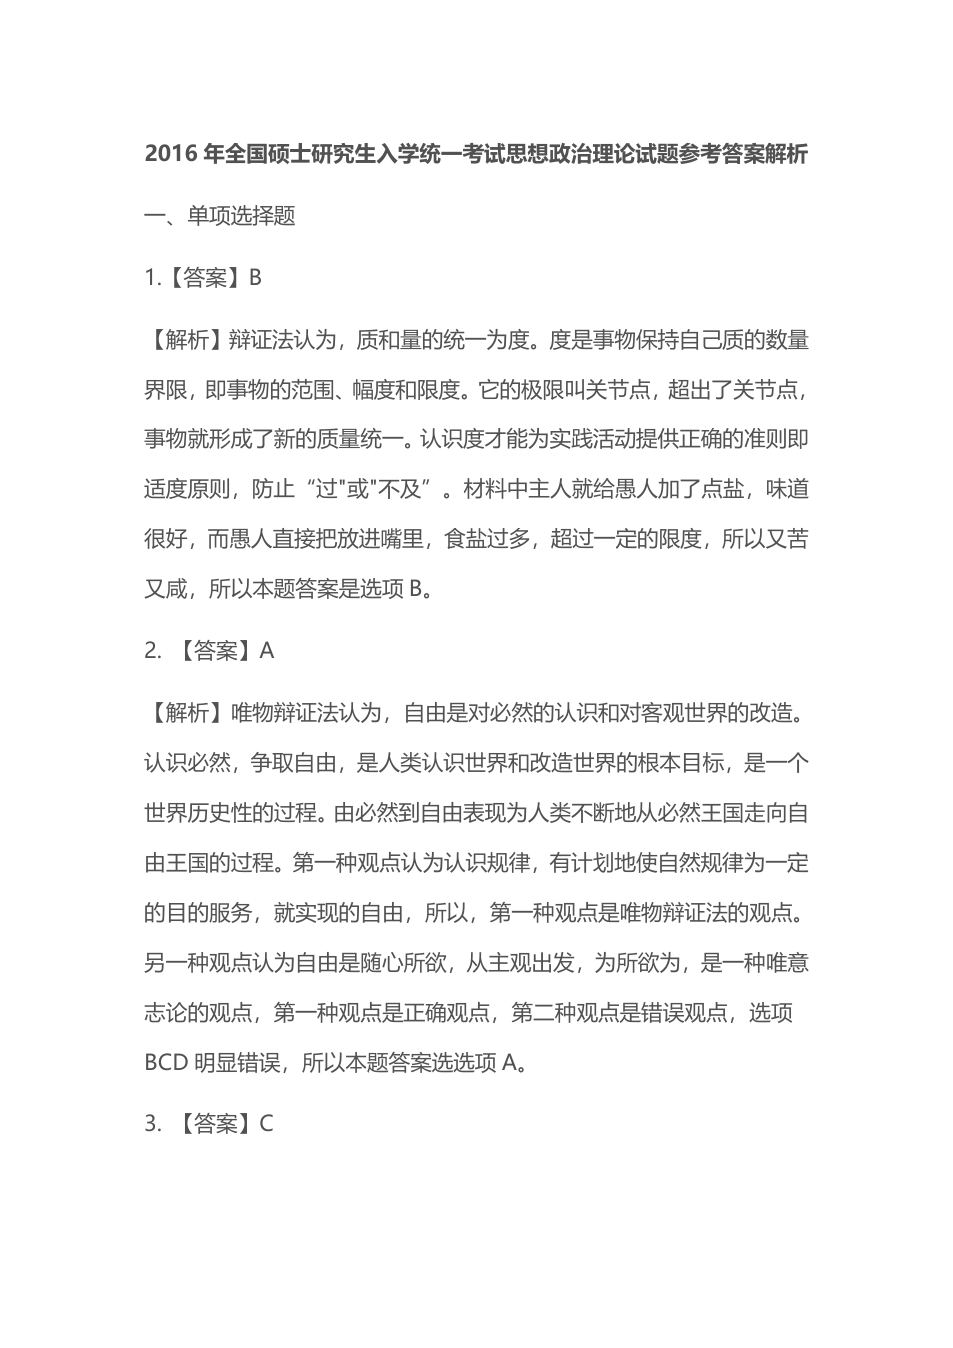 2016 年全国硕士研究生入学统一考试思想政治理论试题参考答案解析
一、单项选择题
1.【答案】B
【解析】辩证法认为，质和量的统一为度。度是事物保持自己质的数量
界限，即事物的范围、幅度和限度。它的极限叫关节点，超出了关节点，
事物就形成了新的质量统一。认识度才能为实践活动提供正确的准则即
适度原则，防止“过"或"不及”。材料中主人就给愚人加了点盐，味道
很好，而愚人直接把放进嘴里，食盐过多，超过一定的限度，所以又苦
又咸，所以本题答案是选项 B。
2. 【答案】A
【解析】唯物辩证法认为，自由是对必然的认识和对客观世界的改造。
认识必然，争取自由，是人类认识世界和改造世界的根本目标，是一个
世界历史性的过程。由必然到自由表现为人类不断地从必然王国走向自
由王国的过程。第一种观点认为认识规律，有计划地使自然规律为一定
的目的服务，就实现的自由，所以，第一种观点是唯物辩证法的观点。
另一种观点认为自由是随心所欲，从主观出发，为所欲为，是一种唯意
志论的观点，第一种观点是正确观点，第二种观点是错误观点，选项
BCD 明显错误，所以本题答案选选项 A。
3. 【答案】C